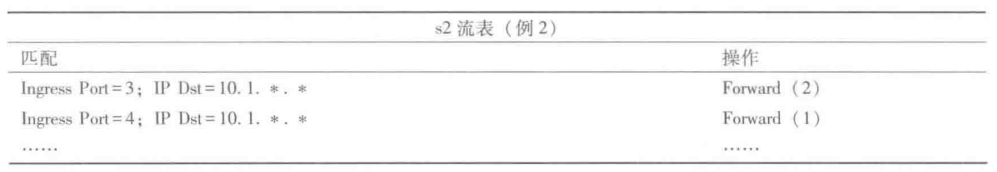 s2 流表（例 2）
匹配 操作
Ingress Port = 3；IP Dst = 10. 1. *. * Forward（2）
Ingress Port = 4；IP Dst = 10. 1. *. * Forward（1）
…… ……